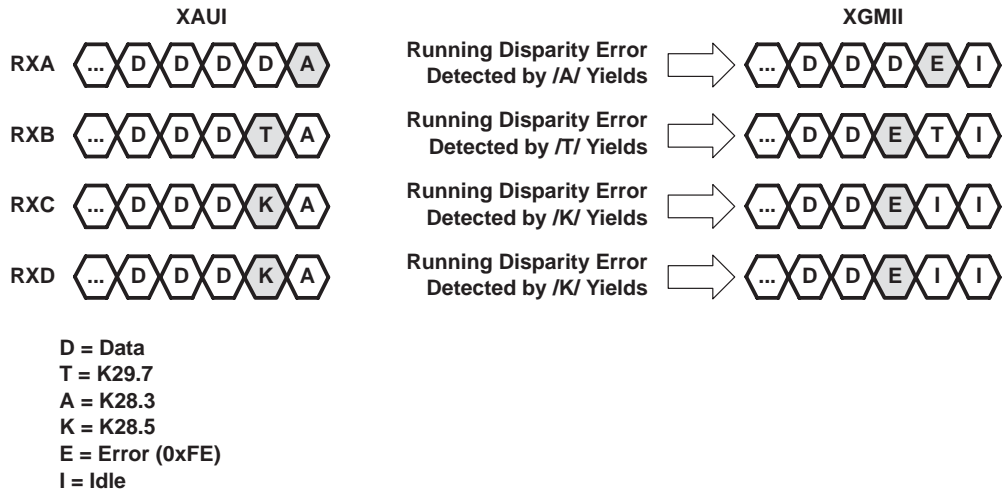 XAUI XGMII
RXA ... D D D D A Running Disparity Error
Detected by /A/ Yields ... D D D E I
RXB ... D D D T A Running Disparity Error
Detected by /T/ Yields ... D D E T I
RXC ... D D D K A Running Disparity Error
Detected by /K/ Yields ... D D E I I
RXD ... D D D K A Running Disparity Error
Detected by /K/ Yields ... D D E I I
D = Data
T = K29.7
A = K28.3
K = K28.5
E = Error (0xFE)
I = Idle